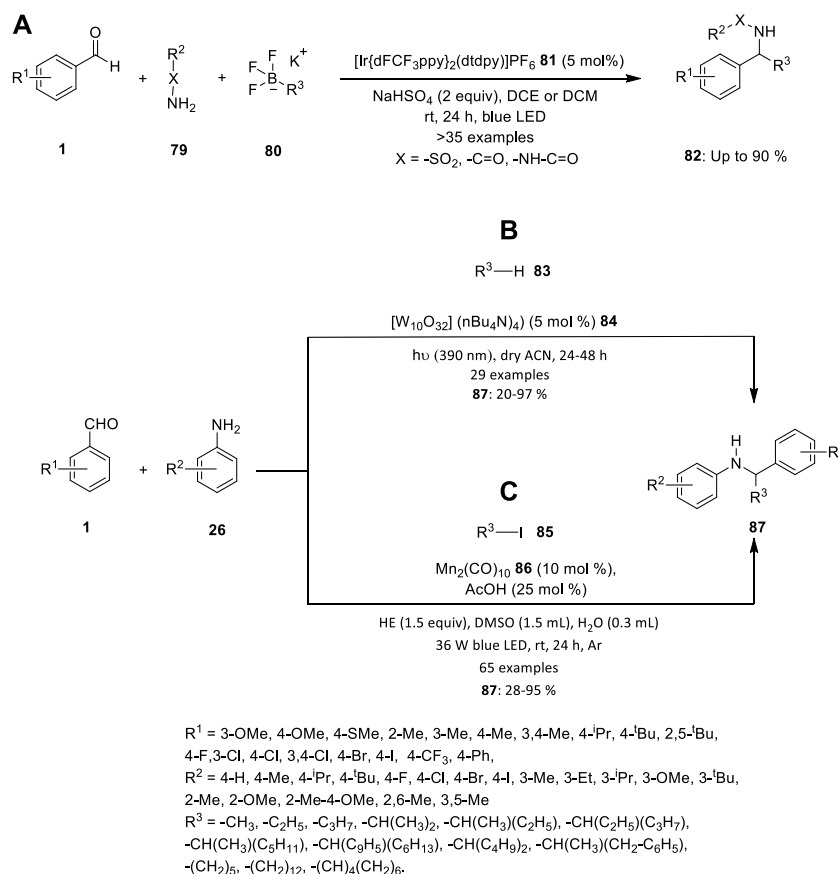 A
O
H
R1
1
+
R2
X
NH2
79
+
F
F
F
B
−
R3
K+
80
[Ir{dFCF3ppy}2(dtdpy)]PF6 81 (5 mol%)
NaHSO4 (2 equiv), DCE or DCM
rt, 24 h, blue LED
>35 examples
X = -SO2, -C=O, -NH-C=O
R2
X
NH
R3
R1
82: Up to 90 %
B
R3—H 83
[W10O32] (nBu4N)4) (5 mol %) 84
hυ (390 nm), dry ACN, 24-48 h
29 examples
87: 20-97 %
CHO
R1
1
+
NH2
R2
26
C
R3—I 85
Mn2(CO)10 86 (10 mol %),
AcOH (25 mol %)
HE (1.5 equiv), DMSO (1.5 mL), H2O (0.3 mL)
36 W blue LED, rt, 24 h, Ar
65 examples
87: 28-95 %
H
N
R2
R3
R
87
R1 = 3-OMe, 4-OMe, 4-SMe, 2-Me, 3-Me, 4-Me, 3,4-Me, 4-iPr, 4-tBu, 2,5-tBu,
4-F,3-Cl, 4-Cl, 3,4-Cl, 4-Br, 4-I, 4-CF3, 4-Ph,
R2 = 4-H, 4-Me, 4-iPr, 4-tBu, 4-F, 4-Cl, 4-Br, 4-I, 3-Me, 3-Et, 3-iPr, 3-OMe, 3-tBu,
2-Me, 2-OMe, 2-Me-4-OMe, 2,6-Me, 3,5-Me
R3 = -CH3, -C2H5, -C3H7, -CH(CH3)2, -CH(CH3)(C2H5), -CH(C2H5)(C3H7),
-CH(CH3)(C5H11), -CH(C9H5)(C6H13), -CH(C4H9)2, -CH(CH3)(CH2-C6H5),
-(CH2)5, -(CH2)12, -(CH)4(CH2)6.